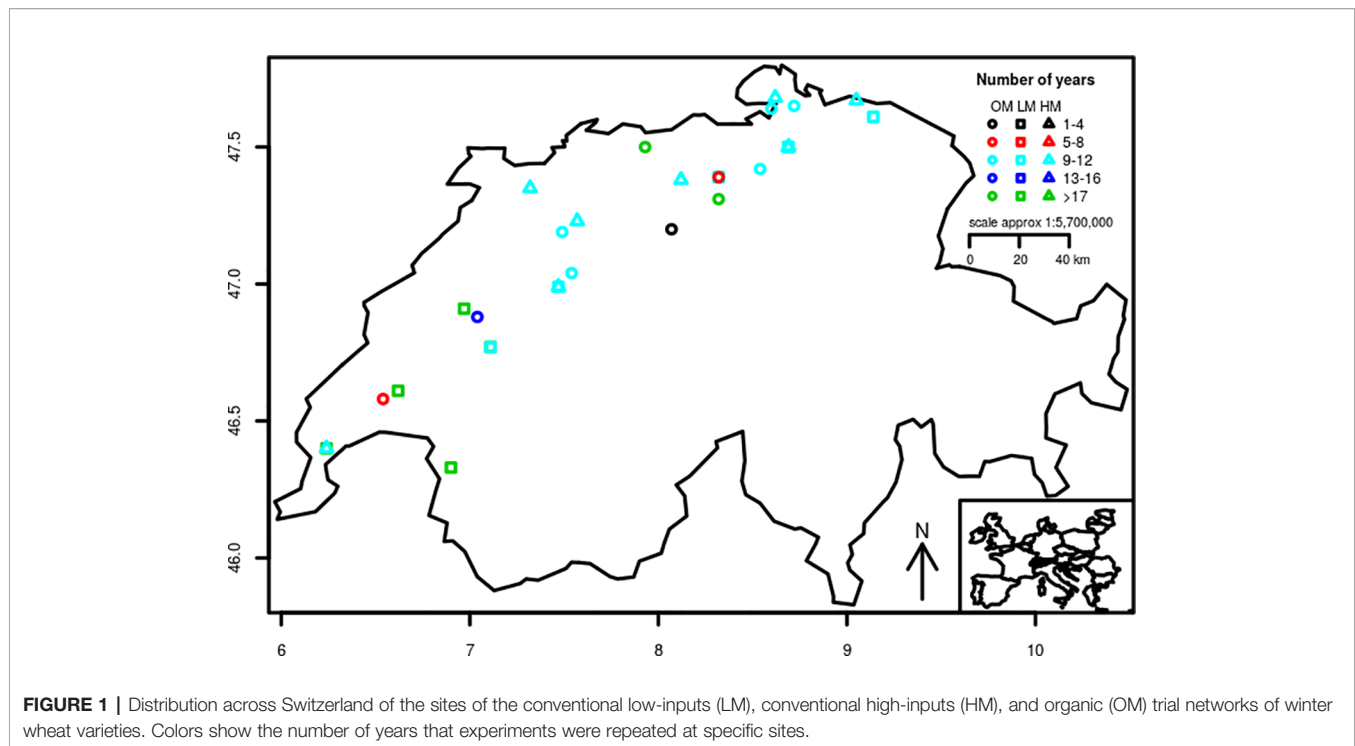 Number of years
OM LM HM
1-4
5-8
9-12
13-16
>17
scale approx 1:5,700,000
0 20 40 km
47.5
47.0
46.5
46.0
N
6 7 8 9 10
FIGURE 1 | Distribution across Switzerland of the sites of the conventional low-inputs (LM), conventional high-inputs (HM), and organic (OM) trial networks of winter
wheat varieties. Colors show the number of years that experiments were repeated at specific sites.